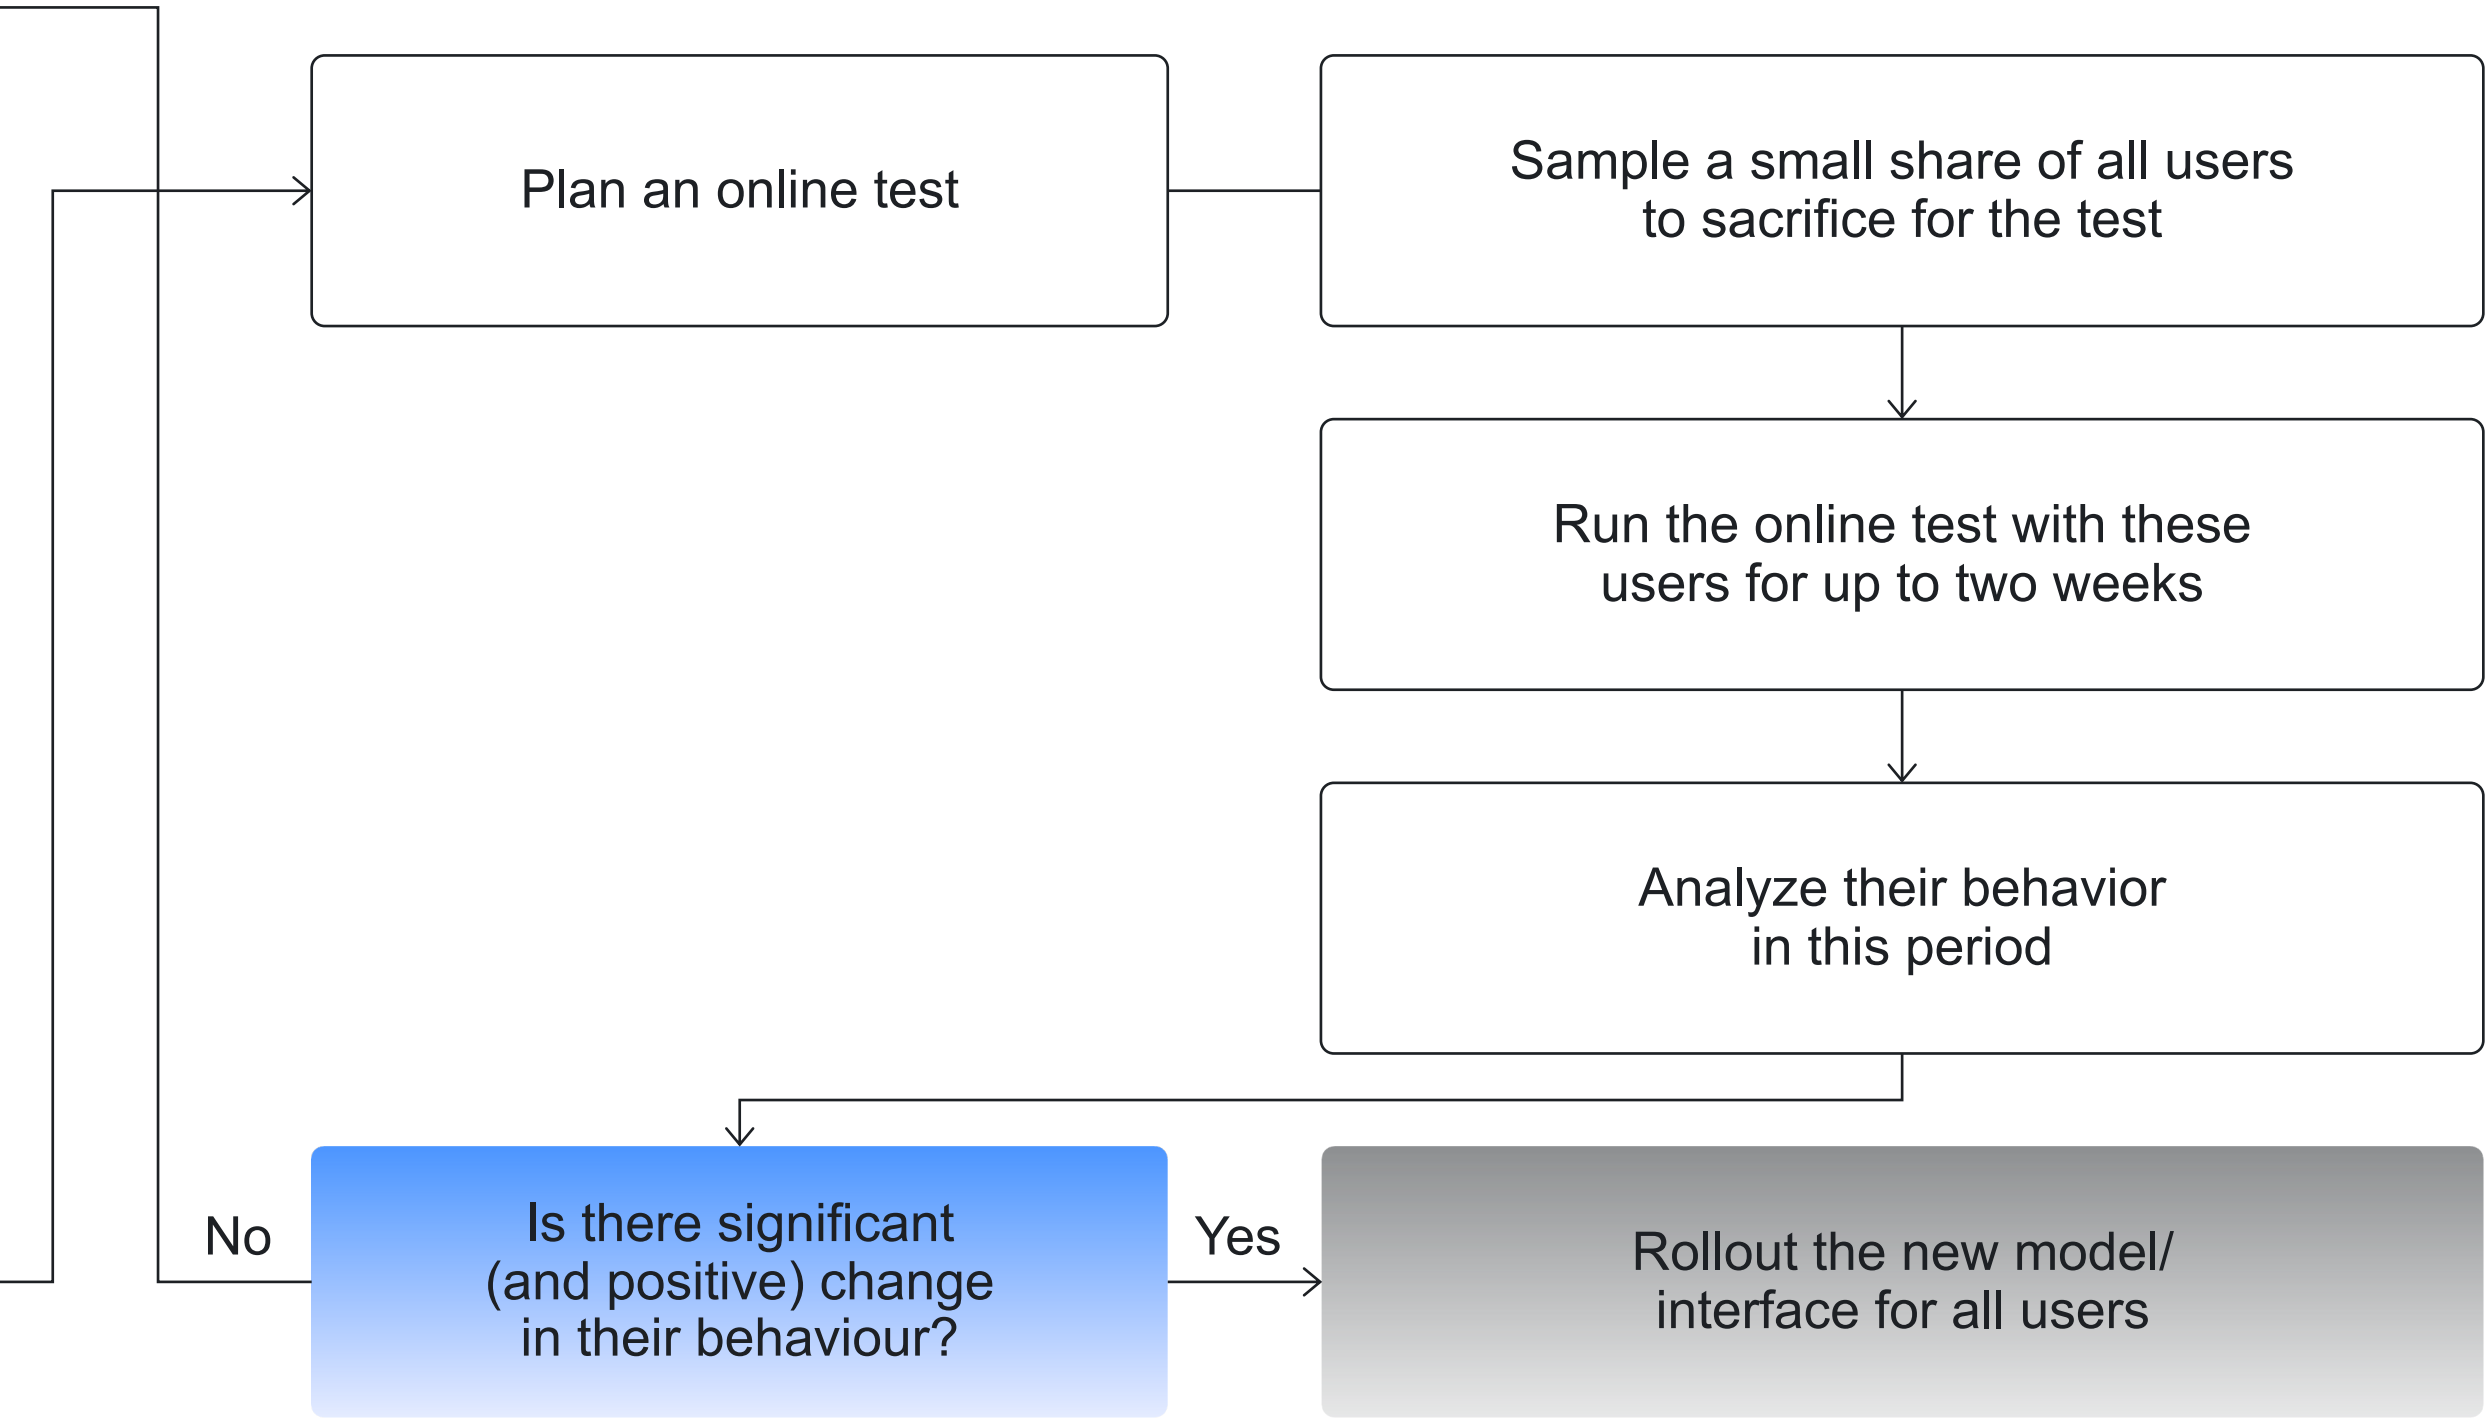 Plan an online test
Sample a small share of all users
to sacrifice for the test
Run the online test with these
users for up to two weeks
Analyze their behavior
in this period
No
Is there significant
(and positive) change
in their behaviour?
Yes
Rollout the new model/
interface for all users